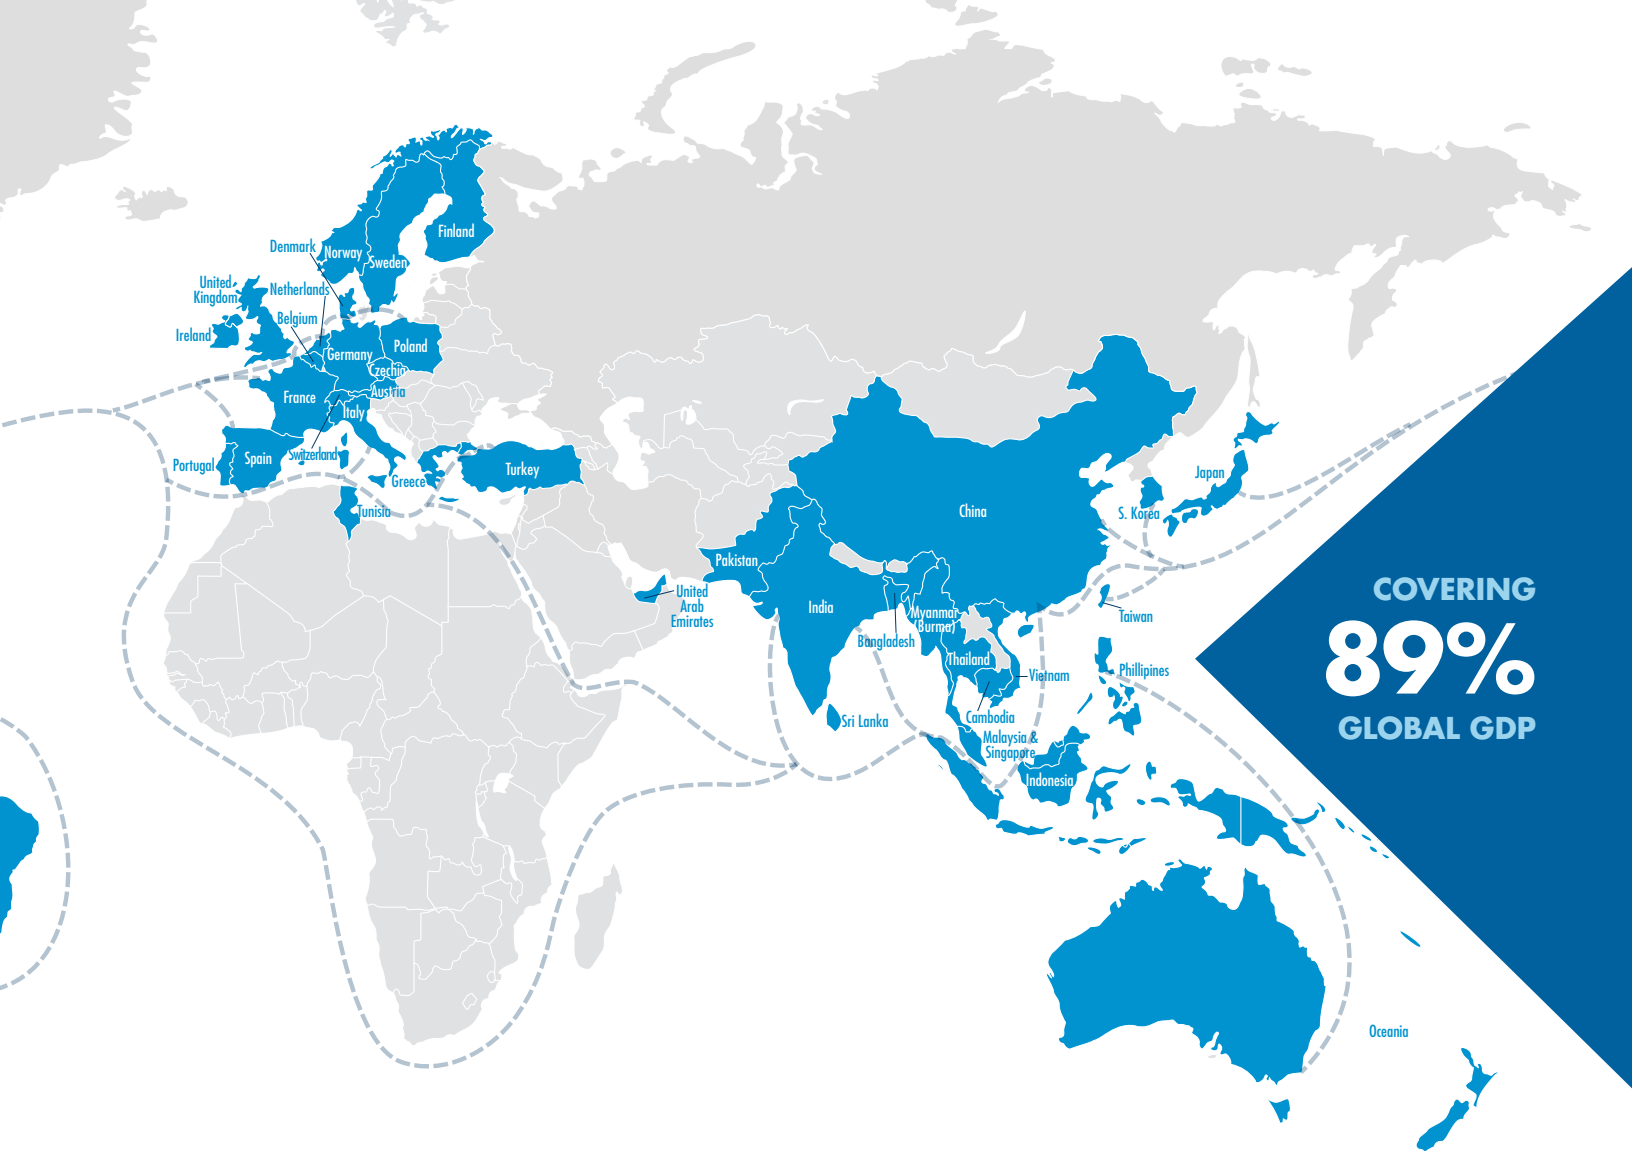 Denmark
Norway
Finland
Sweden
United
Kingdom
Netherlands
Belgium
Ireland
Germany
Poland
Czechia
Austria
France
Italy
Switzerland
Portugal
Spain
Greece
Turkey
Tunisia
Japan
S. Korea
China
Pakistan
United
Arab
Emirates
India
Myanmar
(Burma)
Bangladesh
Taiwan
Thailand
Vietnam
Phillipines
Cambodia
Sri Lanka
Malaysia &
Singapore
Indonesia
Oceania
COVERING
89%
GLOBAL GDP